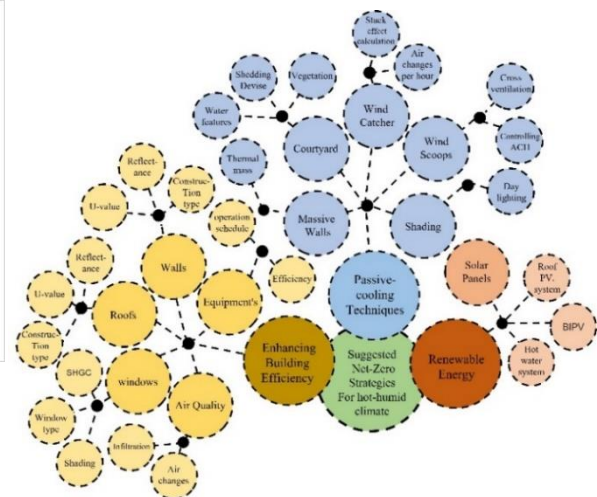 Stack
effect
calculation
Air
changes
per hour
Shedding
Devise
Vegetation
Water
features
Wind
Catcher
Cross
ventilation
Controlling
ACH
Courtyard
Wind
Scoops
Thermal
mass
Day
lighting
Massive
Walls
Shading
Reflect-
ance
Construc-
Tion
type
U-value
operation
schedule
Walls
Efficiency
Equipment's
Reflect-
ance
U-value
Construc-
Tion
type
Roofs
Passive-
cooling
Techniques
Solar
Panels
Roof
PV.
system
BIPV
Hot
water
system
Enhancing
Building
Efficiency
Suggested
Net-Zero
Strategies
For hot-humid
climate
Renewable
Energy
SHGC
windows
Window
type
Shading
Air Quality
Infiltration
Air
changes